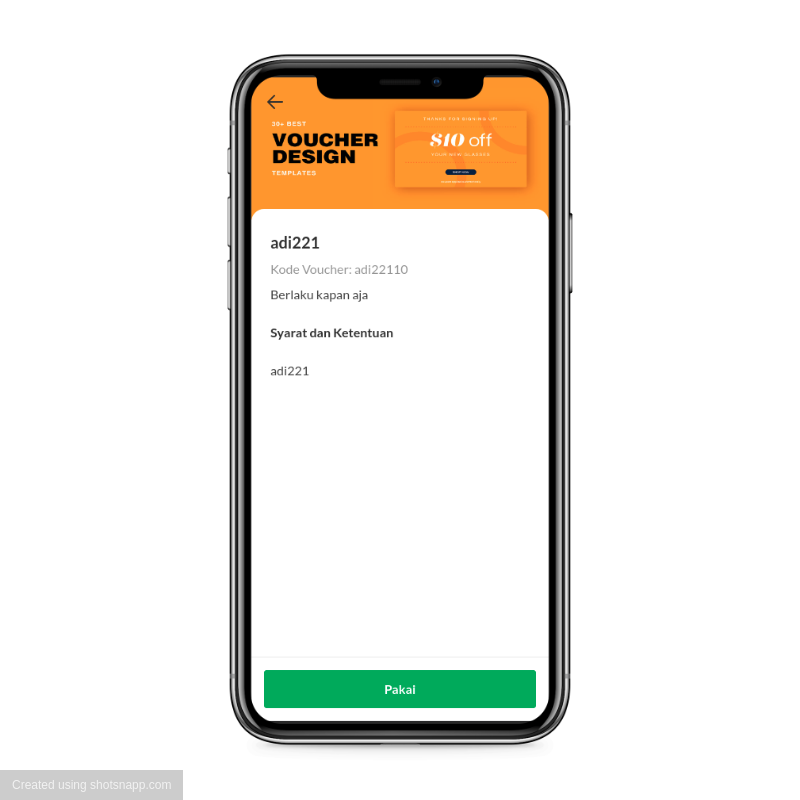 30+ BEST
VOUCHER
DESIGN
TEMPLATES
THANKS FOR SIGNING UP!
$10 off
YOUR NEW GLASSES
adi221
Kode Voucher: adi22110
Berlaku kapan aja
Syarat dan Ketentuan
adi221
Pakai
Created using shotsnapp.com